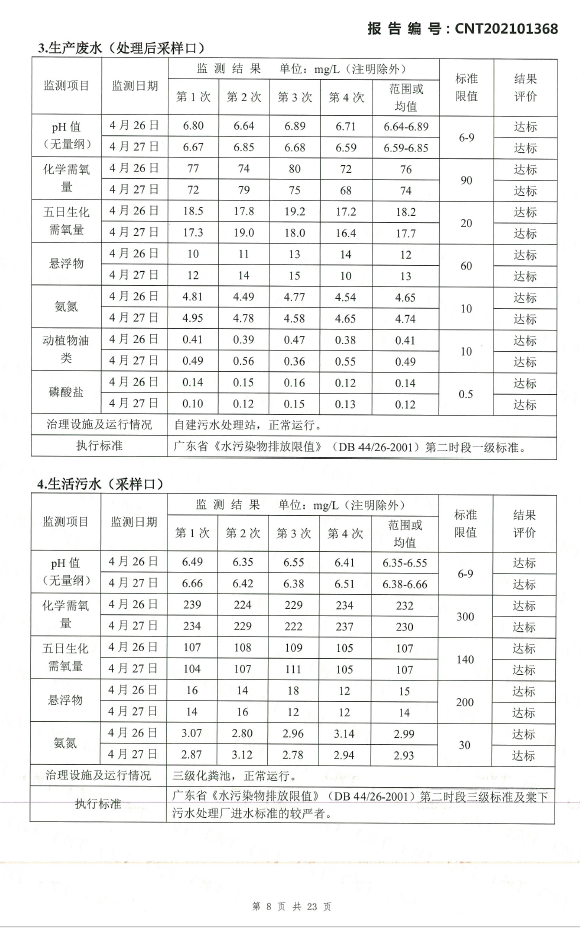 报 告 编 号：CNT202101368
3.生产废水（处理后采样口）
监测项目 监测日期 监 测 结 果 单位：mg/L（注明除外） 标准限值 结果评价
第 1 次 第 2 次 第 3 次 第 4 次 范围或均值
pH 值（无量纲） 4 月 26 日 6.80 6.64 6.89 6.71 6.64-6.89 6-9 达标
4 月 27 日 6.67 6.85 6.68 6.59 6.59-6.85 达标
化学需氧量 4 月 26 日 77 74 80 72 76 90 达标
4 月 27 日 72 79 75 68 74 达标
五日生化需氧量 4 月 26 日 18.5 17.8 19.2 17.2 18.2 20 达标
4 月 27 日 17.3 19.0 18.0 16.4 17.7 达标
悬浮物 4 月 26 日 10 11 13 14 12 60 达标
4 月 27 日 12 14 15 10 13 达标
氨氮 4 月 26 日 4.81 4.49 4.77 4.54 4.65 10 达标
4 月 27 日 4.95 4.78 4.58 4.65 4.74 达标
动植物油类 4 月 26 日 0.41 0.39 0.47 0.38 0.41 10 达标
4 月 27 日 0.49 0.56 0.36 0.55 0.49 达标
磷酸盐 4 月 26 日 0.14 0.15 0.16 0.12 0.14 0.5 达标
4 月 27 日 0.10 0.12 0.15 0.13 0.12 达标
治理设施及运行情况 自建污水处理站，正常运行。
执行标准 广东省《水污染物排放限值》（DB 44/26-2001）第二时段一级标准。
4.生活污水（采样口）
监测项目 监测日期 监 测 结 果 单位：mg/L（注明除外） 标准限值 结果评价
第 1 次 第 2 次 第 3 次 第 4 次 范围或均值
pH 值（无量纲） 4 月 26 日 6.49 6.35 6.55 6.41 6.35-6.55 6-9 达标
4 月 27 日 6.66 6.42 6.38 6.51 6.38-6.66 达标
化学需氧量 4 月 26 日 239 224 229 234 232 300 达标
4 月 27 日 234 229 222 237 230 达标
五日生化需氧量 4 月 26 日 107 108 109 105 107 140 达标
4 月 27 日 104 107 111 105 107 达标
悬浮物 4 月 26 日 16 14 18 12 15 200 达标
4 月 27 日 14 16 12 12 14 达标
氨氮 4 月 26 日 3.07 2.80 2.96 3.14 2.99 30 达标
4 月 27 日 2.87 3.12 2.78 2.94 2.93 达标
治理设施及运行情况 三级化粪池，正常运行。
执行标准 广东省《水污染物排放限值》（DB 44/26-2001）第二时段三级标准及棠下
污水处理厂进水标准的较严者。
第 8 页 共 23 页